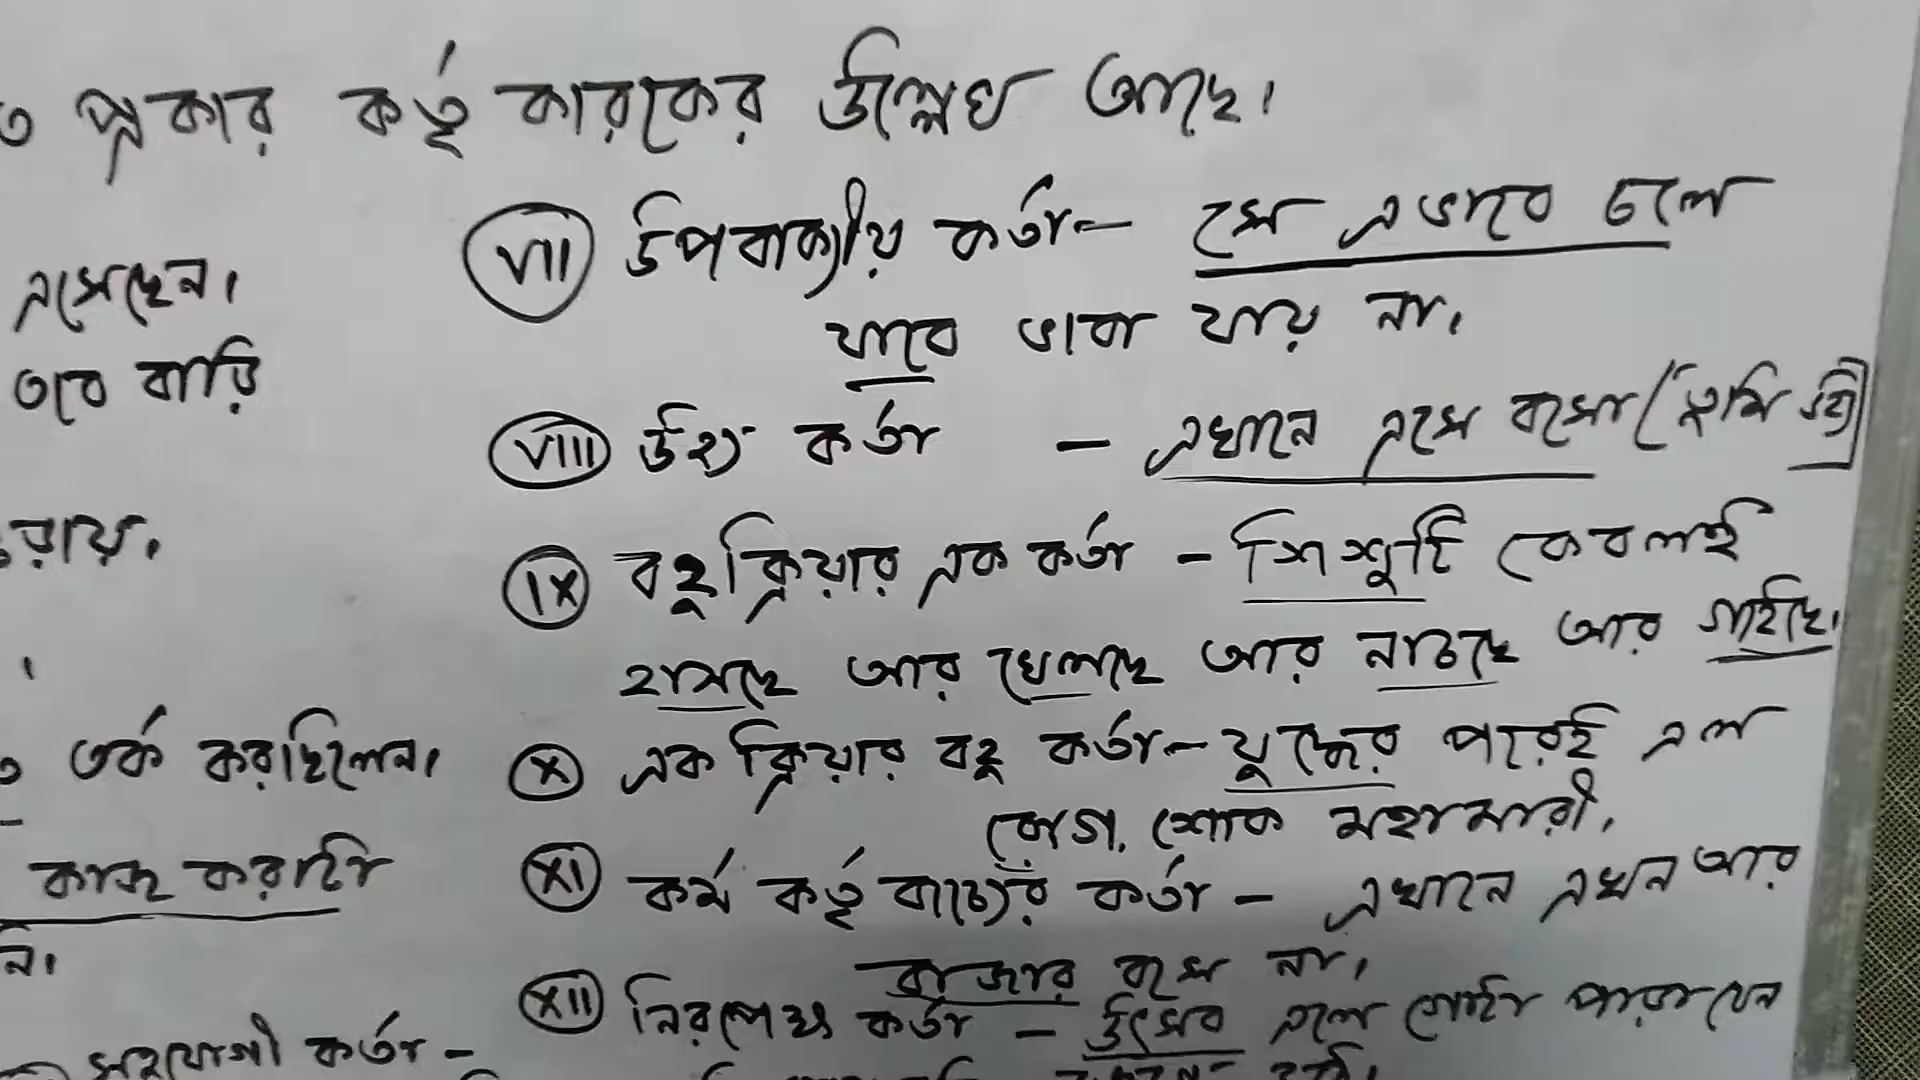 প্রকার কর্তৃ কারকের উল্লেখ আছে।
এসেছেন।
তবে বাড়ি
রায়।
তর্ক করছিলেন।
কাজ করাটা
নি।
সহযোগী কর্তা -
VII উপবাক্যীয় কর্তা - সে এভাবে চলে
যাবে ভাবা যায় না।
VIII উহ্য কর্তা - এখানে এসে বসো (তুমি
IX বহু ক্রিয়ার এক কর্তা - শিশুটি কেবলই
হাসছে আর খেলছে আর নাচছে আর গাইছে।
X এক ক্রিয়ার বহু কর্তা - যুদ্ধের পরেই এল
রোগ, শোক মহামারী।
XI কর্ম কর্তৃ বাচ্যের কর্তা - এখানে এখন আর
বাজার বসে না।
XII নিরপেক্ষ কর্তা - উৎসব এলে গোটা পাড়া যেন